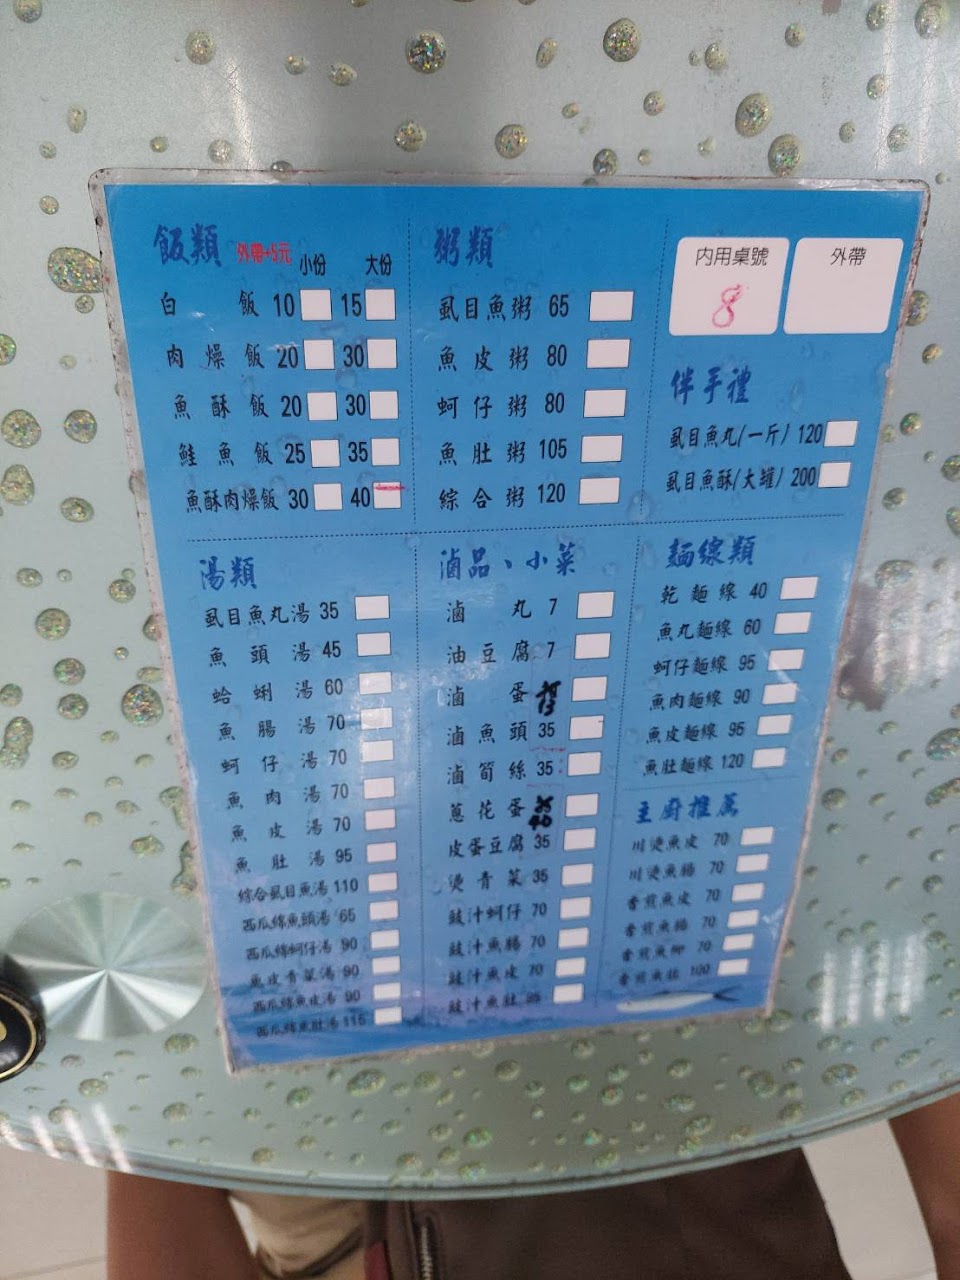 飯類 外帶+5元 小份 大份
白飯 10 15
肉燥飯 20 30
魚酥飯 20 30
鮭魚飯 25 35
魚酥肉燥飯 30 40
粥類
虱目魚粥 65
魚皮粥 80
蚵仔粥 80
魚肚粥 105
綜合粥 120
內用桌號
8
外帶
伴手禮
虱目魚丸/一斤/ 120
虱目魚酥/大罐/ 200
湯類
虱目魚丸湯 35
魚頭湯 45
蛤蜊湯 60
魚腸湯 70
蚵仔湯 70
魚肉湯 70
魚皮湯 70
魚肚湯 95
綜合虱目魚湯 110
西瓜綿魚頭湯 65
西瓜綿蚵仔湯 90
魚皮青菜湯 90
西瓜綿魚皮湯 90
西瓜綿魚肚湯 115
滷品、小菜
滷丸 7
油豆腐 7
滷蛋 15
滷魚頭 35
滷筍絲 35
蔥花蛋 40
皮蛋豆腐 35
燙青菜 35
豉汁蚵仔 70
豉汁魚腸 70
豉汁魚皮 70
豉汁魚肚 95
麵線類
乾麵線 40
魚丸麵線 60
蚵仔麵線 95
魚肉麵線 90
魚皮麵線 95
魚肚麵線 120
主廚推薦
川燙魚皮 70
川燙魚腸 70
香煎魚皮 70
香煎魚腸 70
香煎魚柳 70
香煎魚肚 100